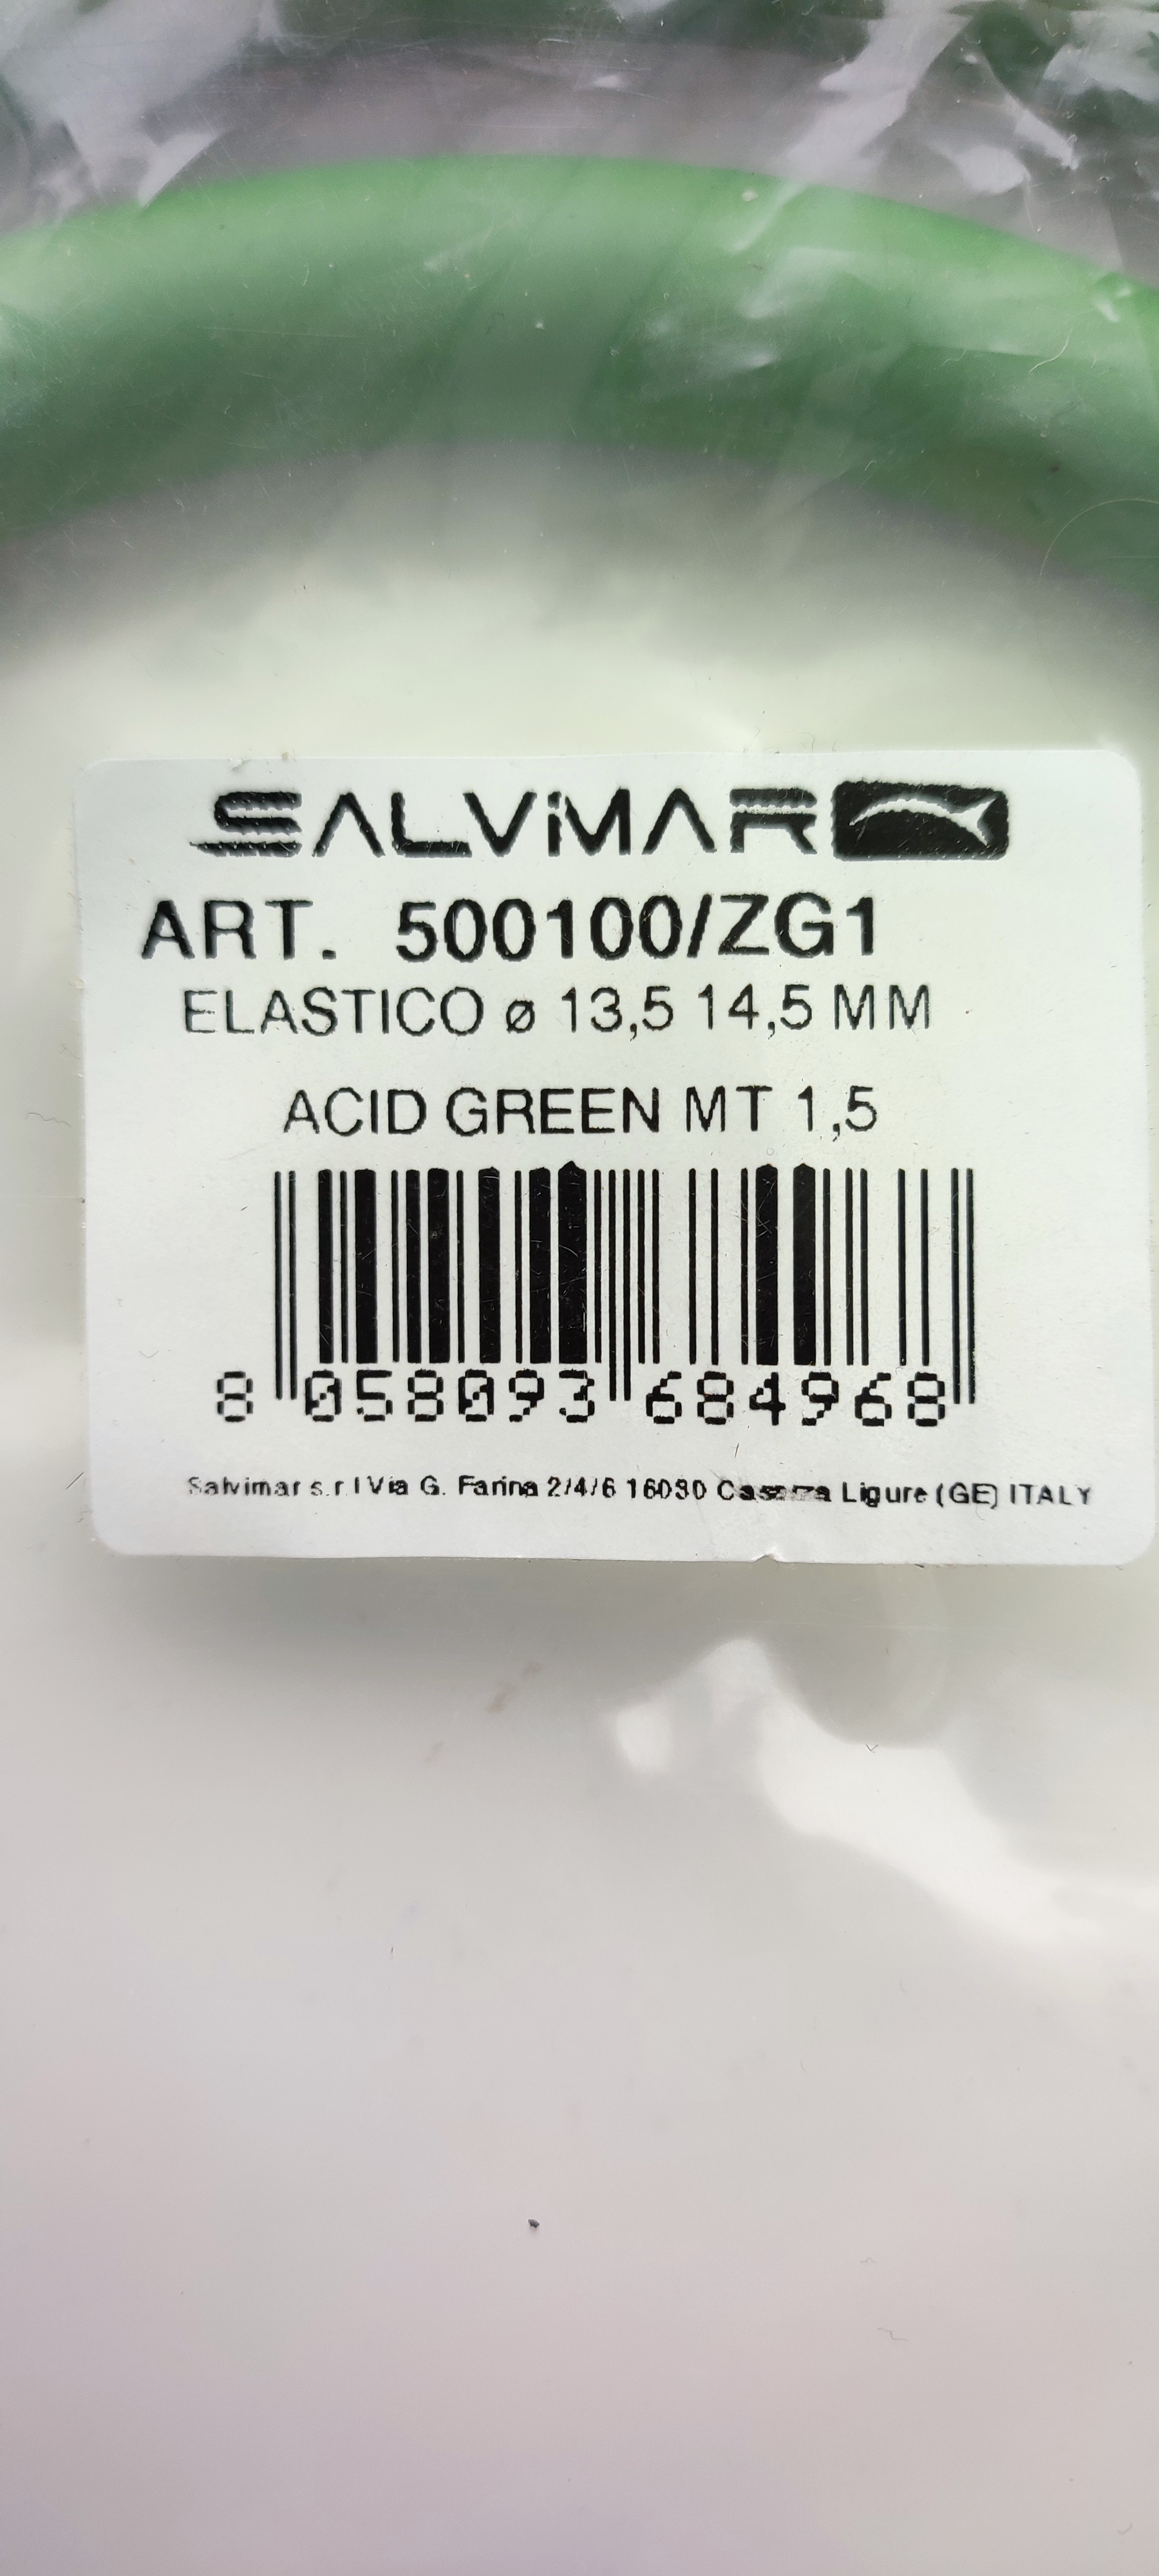 SALVIMAR
ART. 500100/ZG1
ELASTICO ø 13,5 14,5 MM
ACID GREEN MT 1,5
8 058093 684968
Salvimar s.r.l Via G. Farina 2/4/6 16030 Casarza Ligure (GE) ITALY